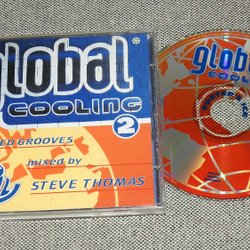 global
COOLING
2
ED GROOVES
mixed by
STEVE THOMAS
global
COOLING